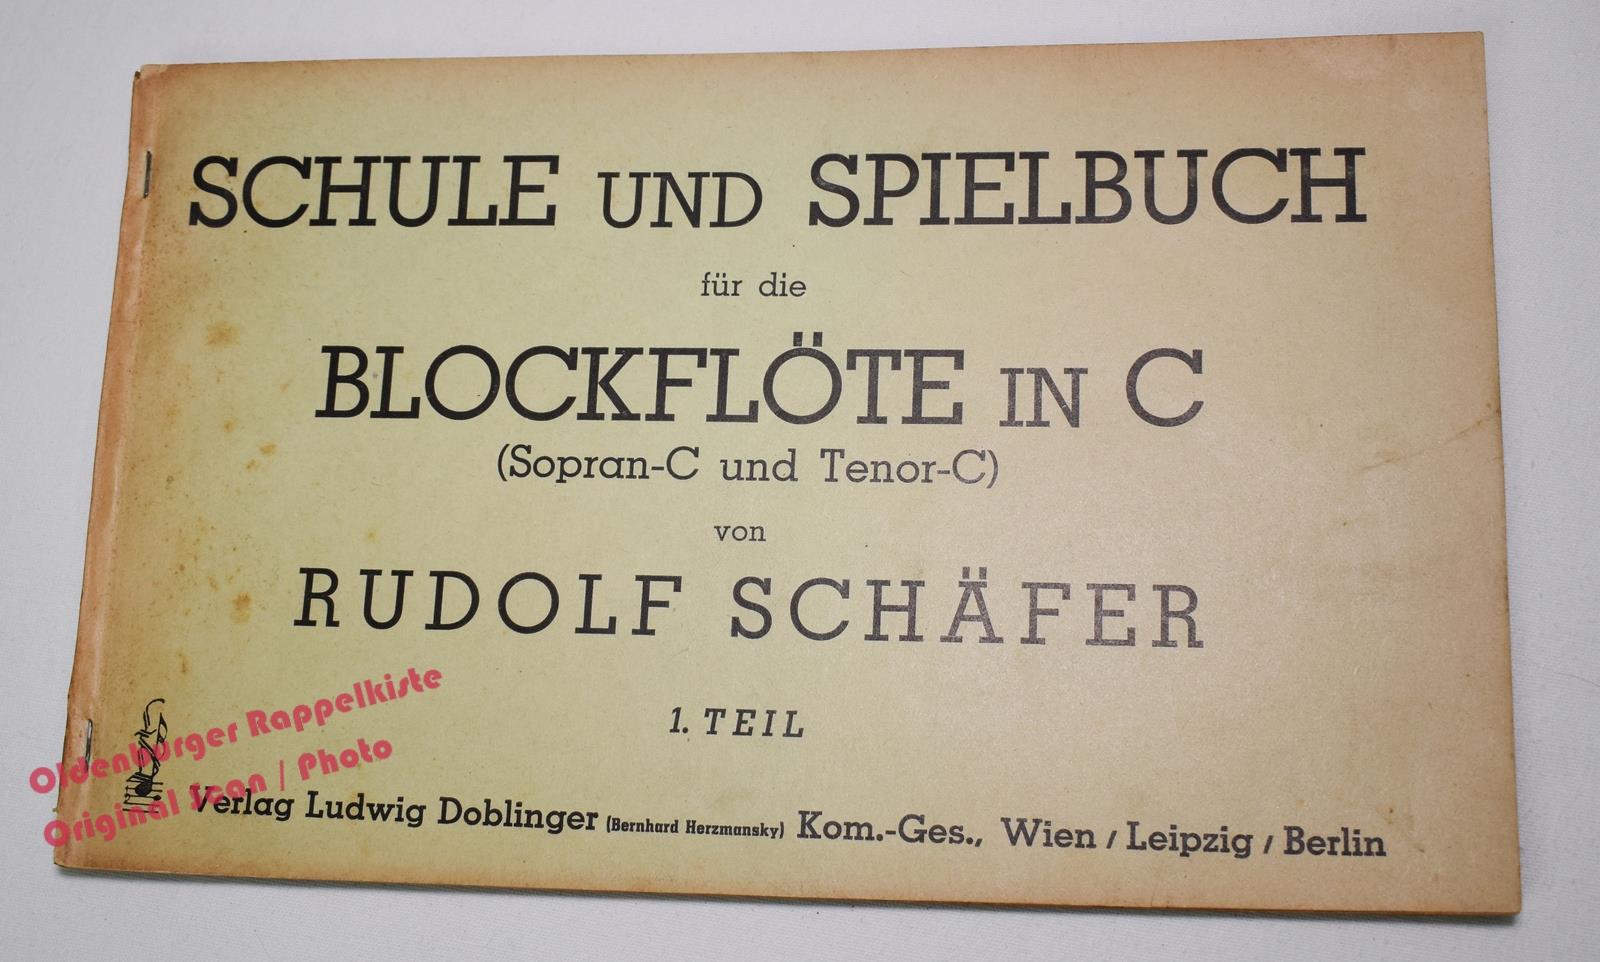 SCHULE UND SPIELBUCH
für die
BLOCKFLÖTE IN C
(Sopran-C und Tenor-C)
von
RUDOLF SCHÄFER
1. TEIL
Verlag Ludwig Doblinger (Bernhard Herzmansky) Kom.-Ges., Wien / Leipzig / Berlin
Oldenburger Rappelkiste
Original Scan / Photo